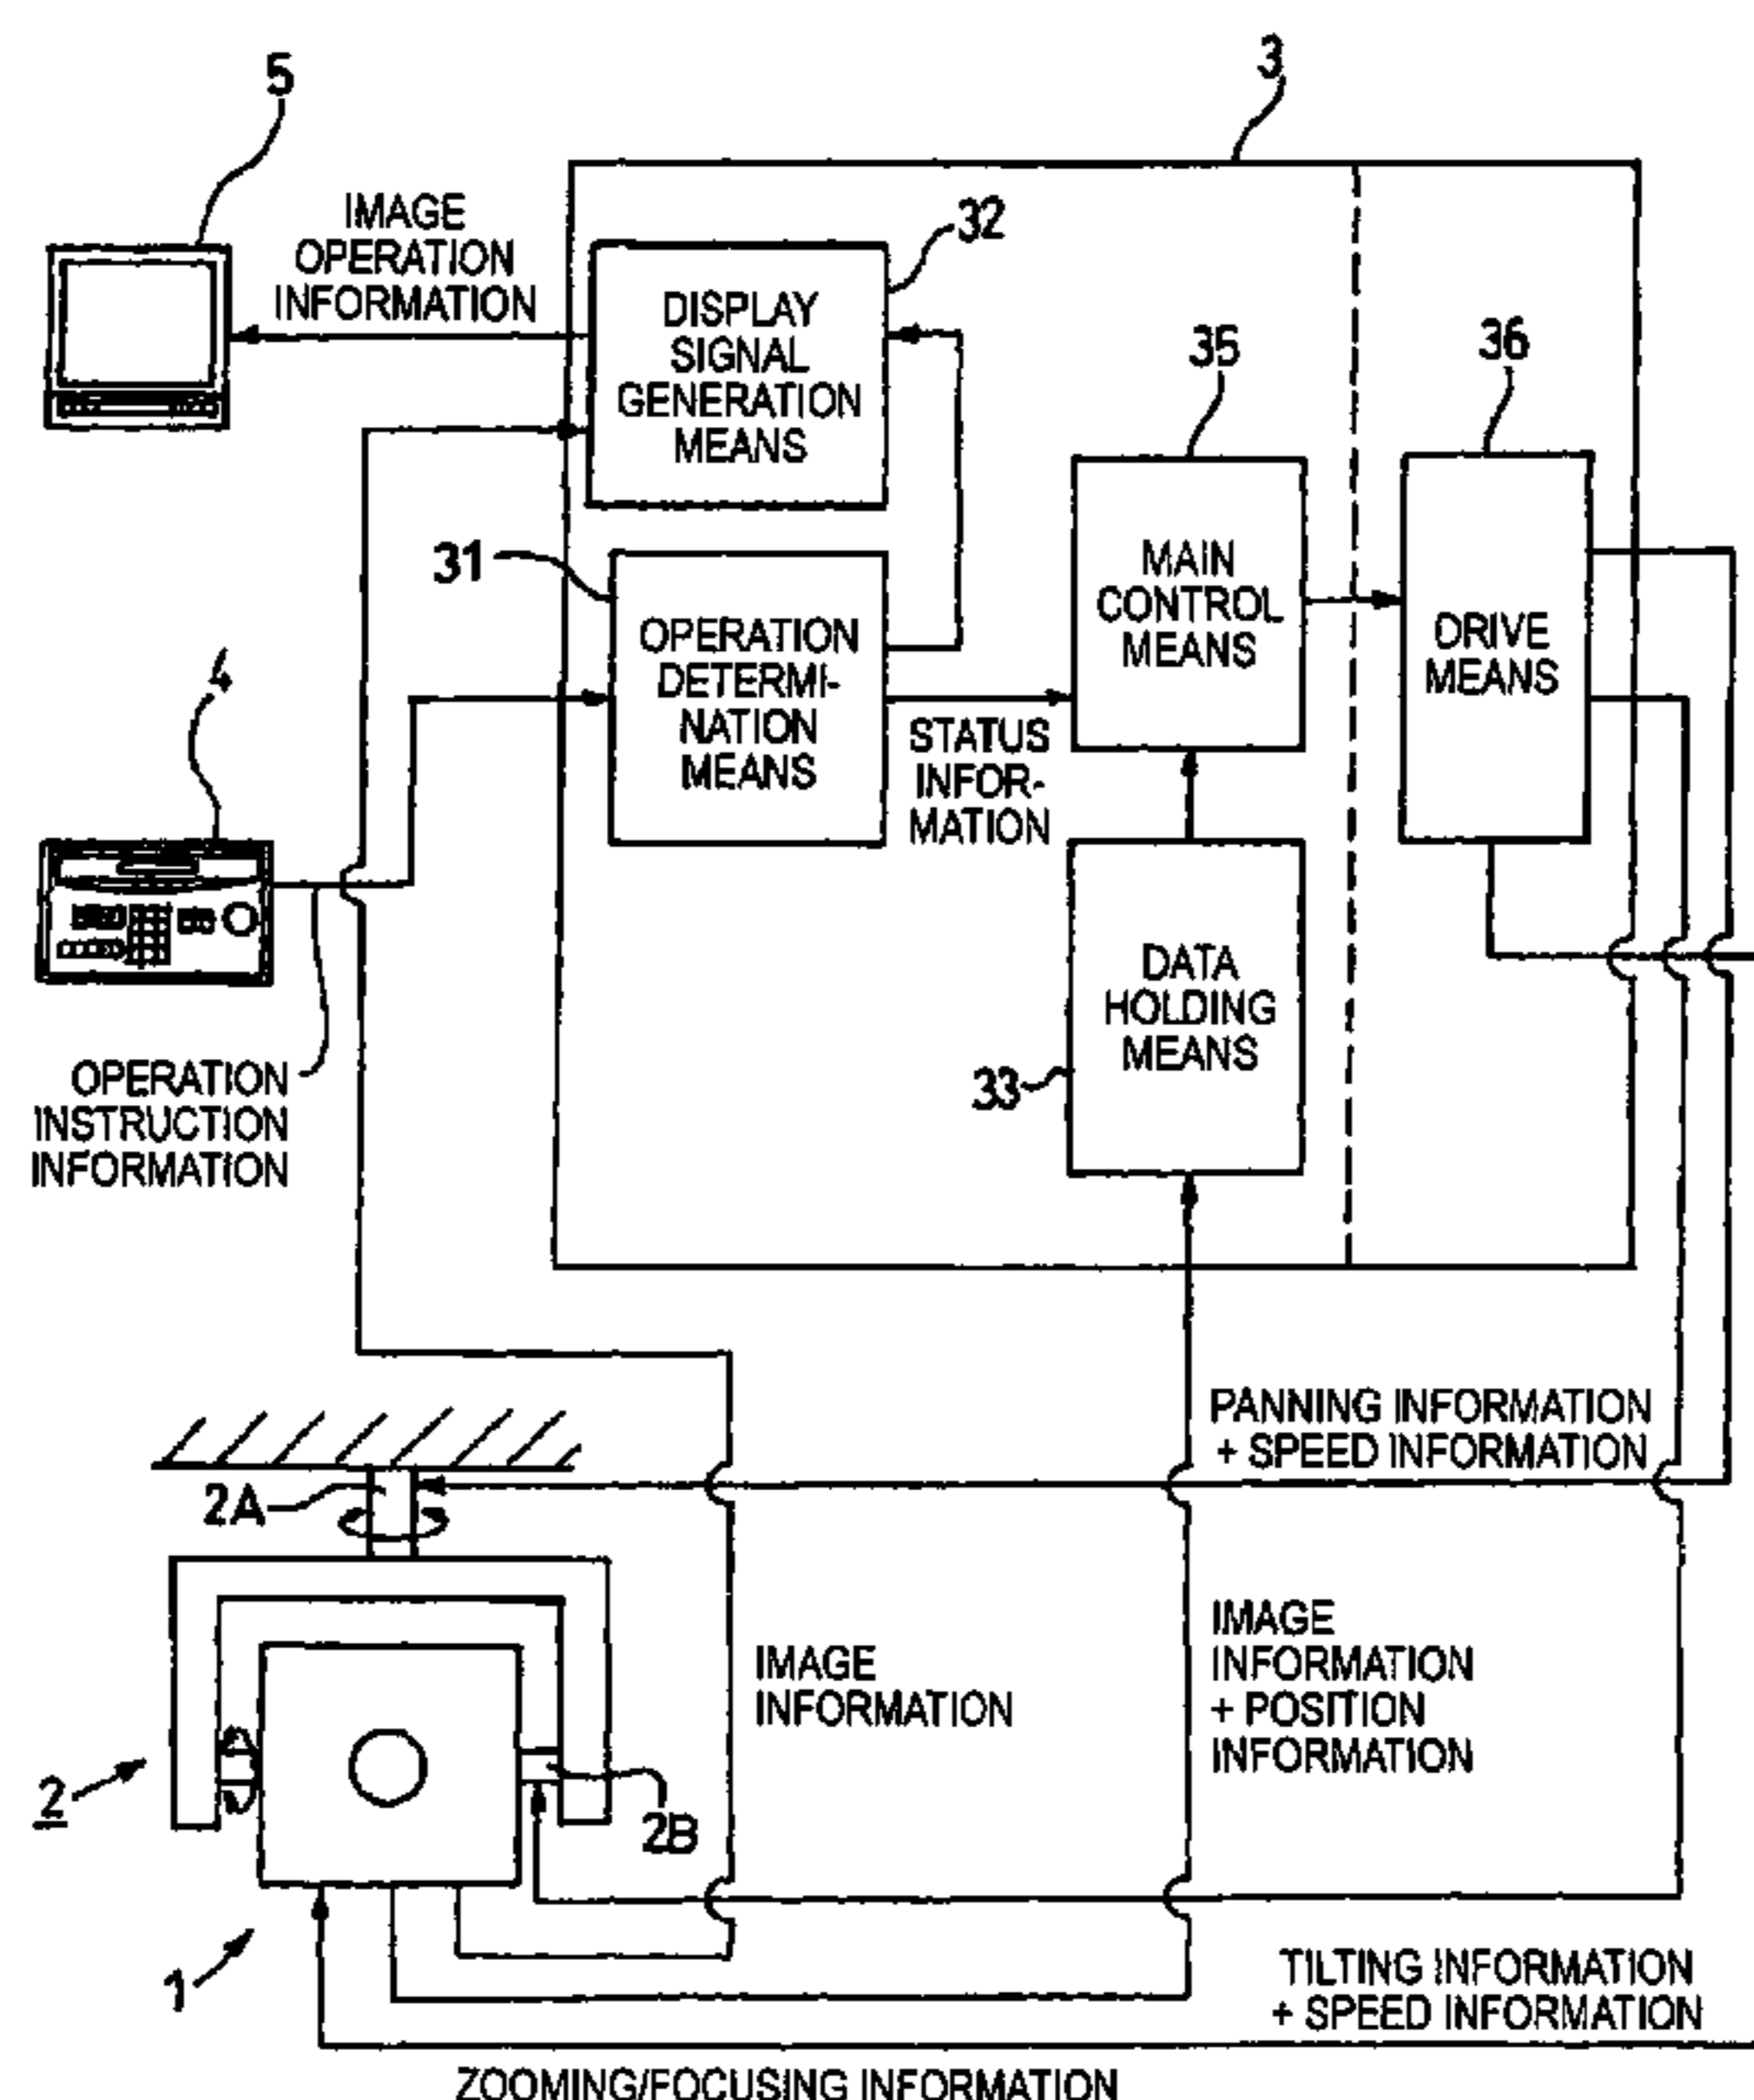 5
3
IMAGE
OPERATION
INFORMATION
32
DISPLAY
SIGNAL
GENERATION
MEANS
35
36
31
MAIN
CONTROL
MEANS
OPERATION
DETERMI-
NATION
MEANS
DRIVE
MEANS
4
STATUS
INFOR-
MATION
DATA
HOLDING
MEANS
33
OPERATION
INSTRUCTION
INFORMATION
PANNING INFORMATION
+ SPEED INFORMATION
2A
IMAGE
INFORMATION
IMAGE
INFORMATION
+ POSITION
INFORMATION
2
2B
1
TILTING INFORMATION
+ SPEED INFORMATION
ZOOMING/FOCUSING INFORMATION